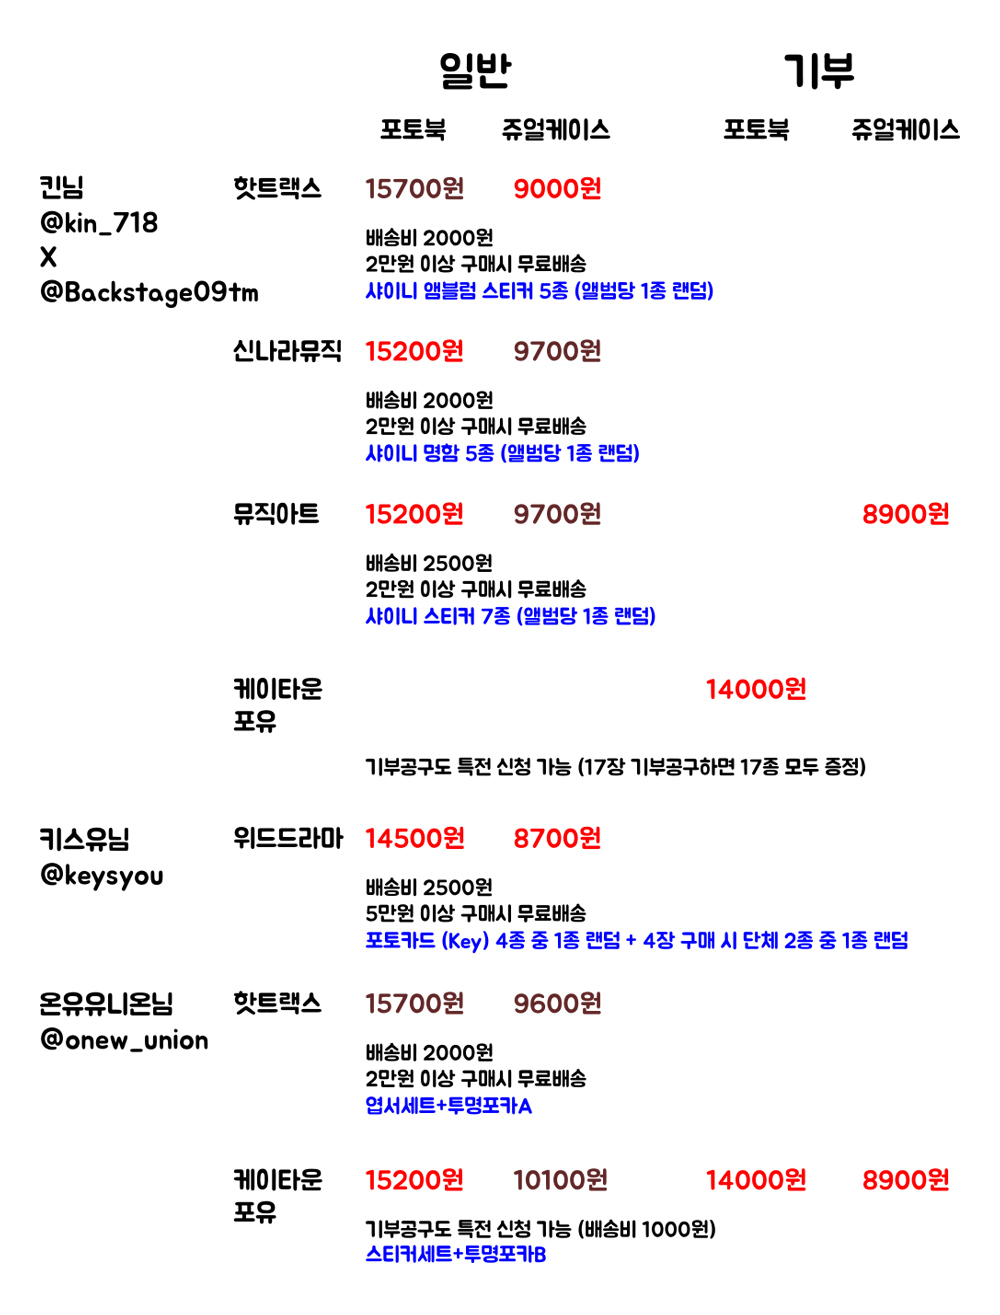 일반 기부
포토북 쥬얼케이스 포토북 쥬얼케이스
킨님 핫트랙스 15700원 9000원
@kin_718
X
@Backstage09tm
배송비 2000원
2만원 이상 구매시 무료배송
샤이니 앰블럼 스티커 5종 (앨범당 1종 랜덤)
신나라뮤직 15200원 9700원
배송비 2000원
2만원 이상 구매시 무료배송
샤이니 명함 5종 (앨범당 1종 랜덤)
뮤직아트 15200원 9700원 8900원
배송비 2500원
2만원 이상 구매시 무료배송
샤이니 스티커 7종 (앨범당 1종 랜덤)
케이타운 14000원
포유
기부공구도 특전 신청 가능 (17장 기부공구하면 17종 모두 증정)
키스유님 위드드라마 14500원 8700원
@keysyou
배송비 2500원
5만원 이상 구매시 무료배송
포토카드 (Key) 4종 중 1종 랜덤 + 4장 구매 시 단체 2종 중 1종 랜덤
온유유니온님 핫트랙스 15700원 9600원
@onew_union
배송비 2000원
2만원 이상 구매시 무료배송
엽서세트+투명포카A
케이타운 15200원 10100원 14000원 8900원
포유
기부공구도 특전 신청 가능 (배송비 1000원)
스티커세트+투명포카B